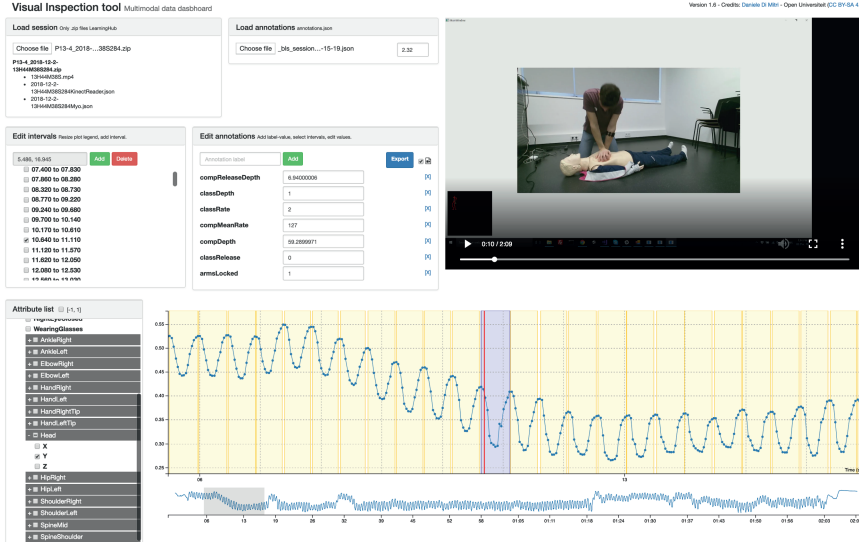 Visual Inspection tool Multimodal data dasbhoard
Version 1.6 - Credits: Daniele Di Mitri - Open Universiteit (CC BY-SA 4
Load session Only .zip files LearningHub
Choose file P13-4_2018-...38S284.zip
P13-4_2018-12-2-
13H44M38S284.zip
13H44M38S.mp4
2018-12-2-
13H44M38S284KinectReader.json
2018-12-2-
13H44M38S284Myo.json
Load annotations annotations.json
Choose file _bls_session...-15-19.json 2.32
Edit intervals Resize plot legend, add interval.
5.486, 16.945 Add Delete
07.400 to 07.830
07.860 to 08.280
08.320 to 08.730
08.770 to 09.220
09.240 to 09.680
09.700 to 10.140
10.170 to 10.610
10.640 to 11.110
11.120 to 11.570
11.620 to 12.050
12.080 to 12.530
12.560 to 13.020
Edit annotations Add label-value, select intervals, edit values.
Annotation label Add Export
compReleaseDepth 6.94000006 [X]
classDepth 1 [X]
classRate 2 [X]
compMeanRate 127 [X]
compDepth 59.2899971 [X]
classRelease 0 [X]
armsLocked 1 [X]
0:10 / 2:09
Attribute list [-1, 1]
RightEyeClosed
WearingGlasses
+ AnkleRight
+ AnkleLeft
+ ElbowRight
+ ElbowLeft
+ HandRight
+ HandLeft
+ HandRightTip
+ HandLeftTip
- Head
X
Y
Z
+ HipRight
+ HipLeft
+ ShoulderRight
+ ShoulderLeft
+ SpineMid
+ SpineShoulder
0.55
0.50
0.45
0.40
0.35
0.30
0.25
Time (s
08 13
06 13 19 26 32 39 45 52 58 01:05 01:11 01:18 01:24 01:30 01:37 01:43 01:50 01:56 02:03 02:0